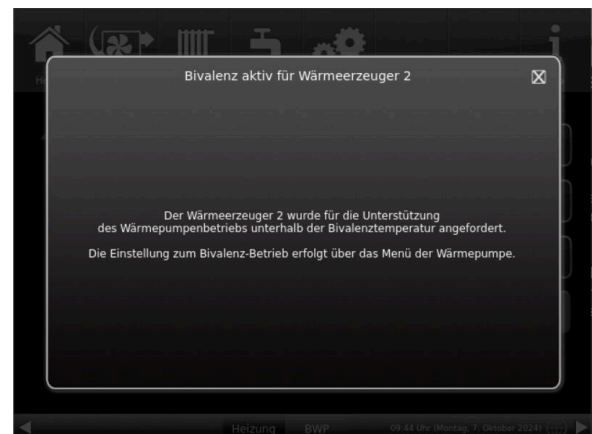 Bivalenz aktiv für Wärmeerzeuger 2
Der Wärmeerzeuger 2 wurde für die Unterstützung
des Wärmepumpenbetriebs unterhalb der Bivalenztemperatur angefordert.
Die Einstellung zum Bivalenz-Betrieb erfolgt über das Menü der Wärmepumpe.
Heizung BWP 09:44 Uhr (Montag, 7. Oktober 2024)